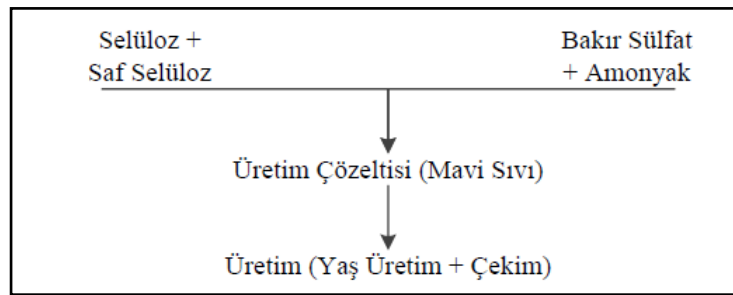 Selüloz +
Saf Selüloz
Bakır Sülfat
+ Amonyak
Üretim Çözeltisi (Mavi Sıvı)
Üretim (Yaş Üretim + Çekim)